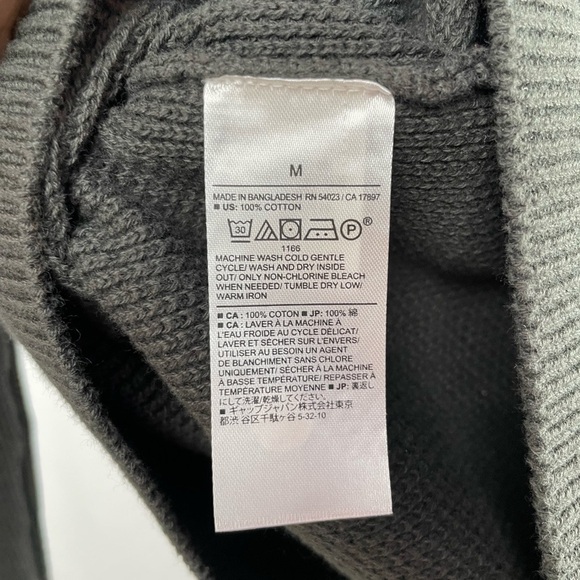 M
MADE IN BANGLADESH RN 54023 / CA 17897
■ US: 100% COTTON
30 P ®
1166
MACHINE WASH COLD GENTLE
CYCLE/ WASH AND DRY INSIDE
OUT/ ONLY NON-CHLORINE BLEACH
WHEN NEEDED/ TUMBLE DRY LOW/
WARM IRON
■ CA : 100% COTON ■ JP: 100% 綿
■ CA : LAVER À LA MACHINE À
L'EAU FROIDE AU CYCLE DÉLICAT/
LAVER ET SÉCHER SUR L'ENVERS/
UTILISER AU BESOIN UN AGENT
DE BLANCHIMENT SANS CHLORE
UNIQUEMENT/ SÉCHER À LA MACHINE
À BASSE TEMPÉRATURE/ REPASSER À
TEMPÉRATURE MOYENNE ■ JP: 裏返し
にして洗濯/乾燥してください。
■ ギャップジャパン株式会社東京
都渋谷区千駄ヶ谷 5-32-10